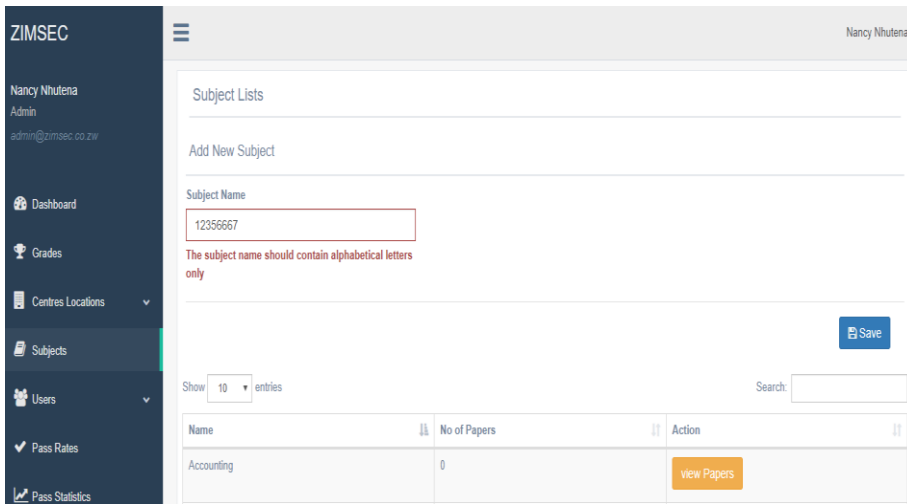 ZIMSEC
Nancy Nhutena
Nancy Nhutena
Admin
admin@zimsec.co.zw
Dashboard
Grades
Centres Locations
Subjects
Users
Pass Rates
Pass Statistics
Subject Lists
Add New Subject
Subject Name
12356667
The subject name should contain alphabetical letters
only
Save
Show 10 entries
Search:
Name No of Papers Action
Accounting 0 view Papers